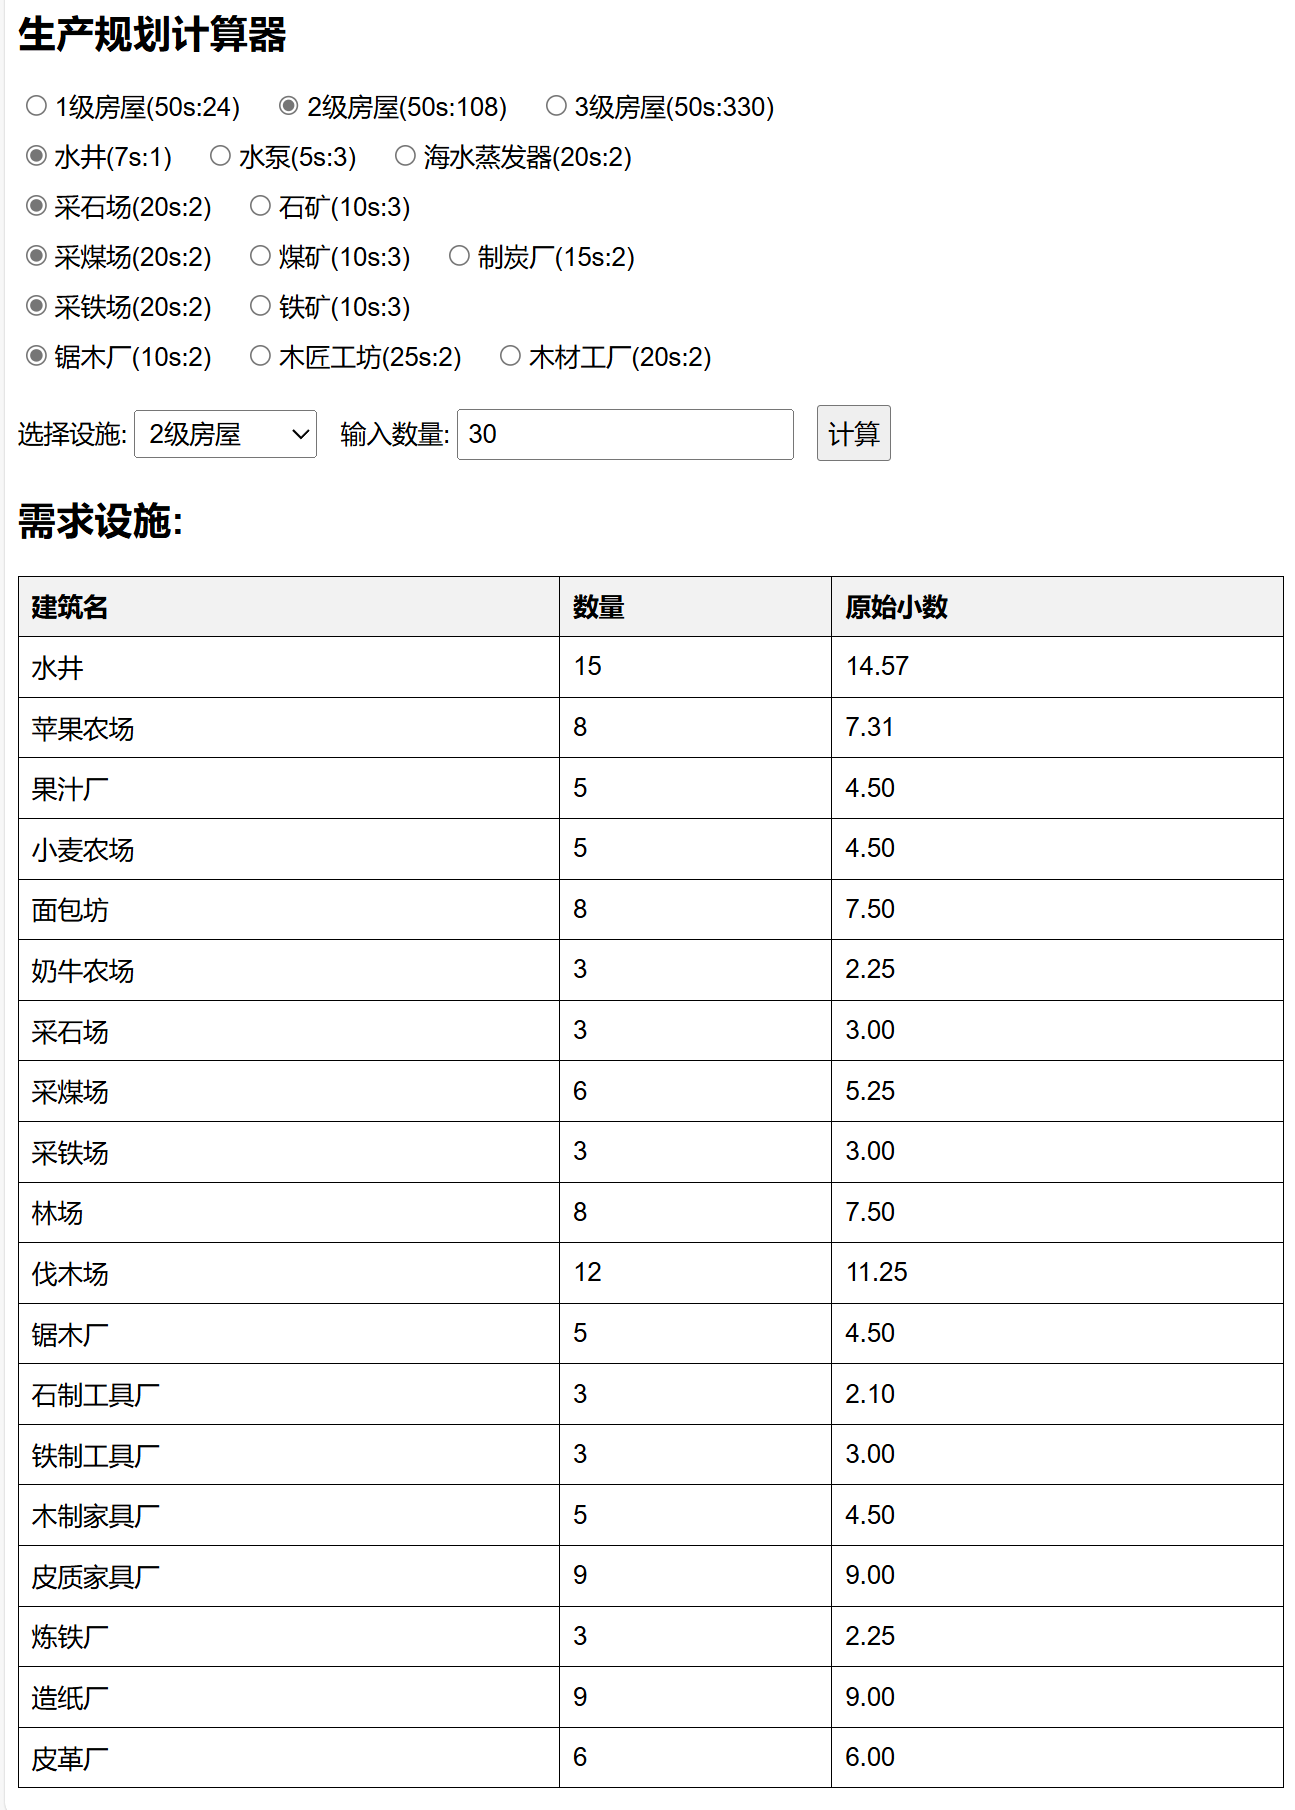 生产规划计算器
1级房屋(50s:24) 2级房屋(50s:108) 3级房屋(50s:330)
水井(7s:1) 水泵(5s:3) 海水蒸发器(20s:2)
采石场(20s:2) 石矿(10s:3)
采煤场(20s:2) 煤矿(10s:3) 制炭厂(15s:2)
采铁场(20s:2) 铁矿(10s:3)
锯木厂(10s:2) 木匠工坊(25s:2) 木材工厂(20s:2)
选择设施: 2级房屋 输入数量: 30 计算
需求设施:
建筑名 数量 原始小数
水井 15 14.57
苹果农场 8 7.31
果汁厂 5 4.50
小麦农场 5 4.50
面包坊 8 7.50
奶牛农场 3 2.25
采石场 3 3.00
采煤场 6 5.25
采铁场 3 3.00
林场 8 7.50
伐木场 12 11.25
锯木厂 5 4.50
石制工具厂 3 2.10
铁制工具厂 3 3.00
木制家具厂 5 4.50
皮质家具厂 9 9.00
炼铁厂 3 2.25
造纸厂 9 9.00
皮革厂 6 6.00